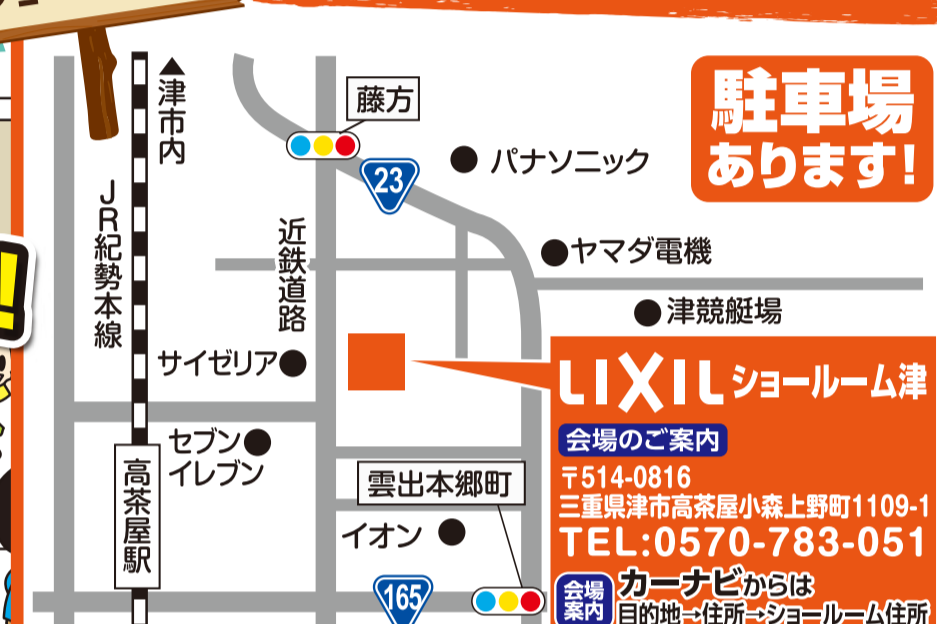 ▲津市内
藤方
23
パナソニック
駐車場
あります!
JR紀勢本線
近鉄道路
ヤマダ電機
津競艇場
サイゼリア
LIXILショールーム津
会場のご案内
〒514-0816
三重県津市高茶屋小森上野町1109-1
TEL:0570-783-051
セブン
イレブン
高茶屋駅
雲出本郷町
イオン
165
会場
案内
カーナビからは
目的地→住所→ショールーム住所
!